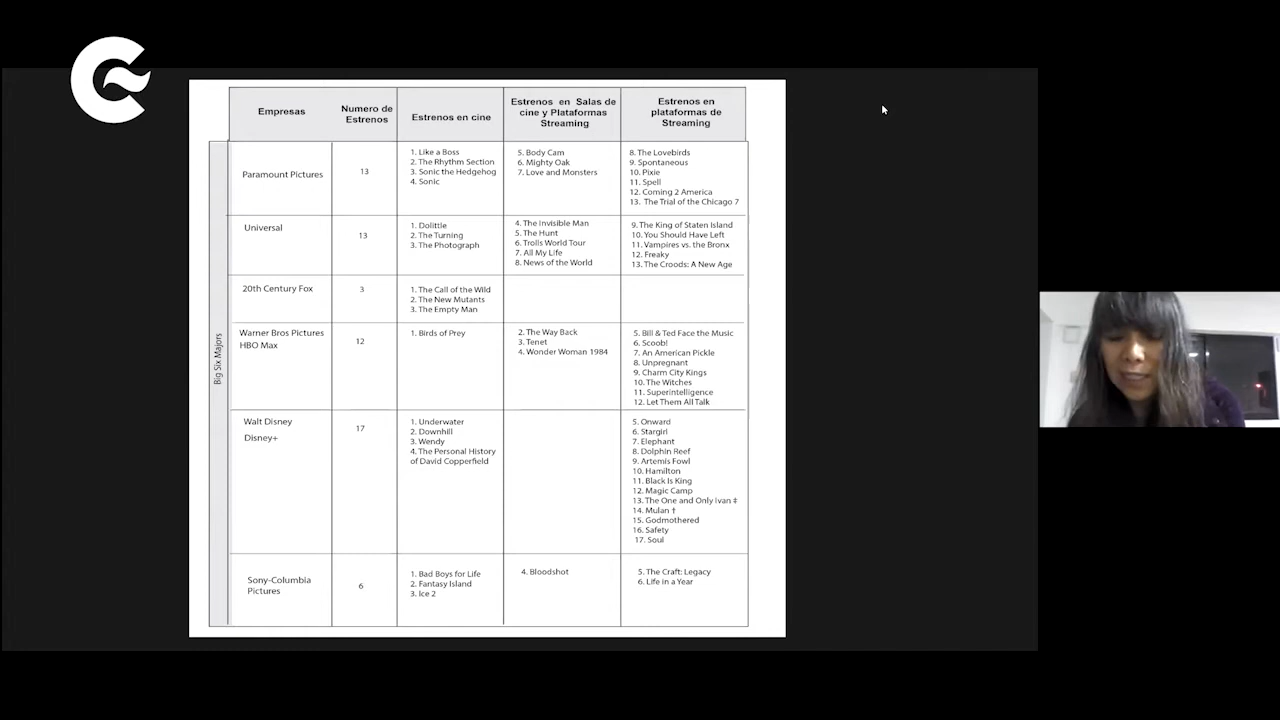 Empresas
Numero de
Estrenos
Estrenos en cine
Estrenos en Salas de
cine y Plataformas
Streaming
Estrenos en
plataformas de
Streaming
Big Six Majors
Paramount Pictures
13
1. Like a Boss
2. The Rhythm Section
3. Sonic the Hedgehog
4. Sonic
5. Body Cam
6. Mighty Oak
7. Love and Monsters
8. The Lovebirds
9. Spontaneous
10. Pixie
11. Spell
12. Coming 2 America
13. The Trial of the Chicago 7
Universal
13
1. Dolittle
2. The Turning
3. The Photograph
4. The Invisible Man
5. The Hunt
6. Trolls World Tour
7. All My Life
8. News of the World
9. The King of Staten Island
10. You Should Have Left
11. Vampires vs. the Bronx
12. Freaky
13. The Croods: A New Age
20th Century Fox
3
1. The Call of the Wild
2. The New Mutants
3. The Empty Man
Warner Bros Pictures
HBO Max
12
1. Birds of Prey
2. The Way Back
3. Tenet
4. Wonder Woman 1984
5. Bill & Ted Face the Music
6. Scoob!
7. An American Pickle
8. Unpregnant
9. Charm City Kings
10. The Witches
11. Superintelligence
12. Let Them All Talk
Walt Disney
Disney+
17
1. Underwater
2. Downhill
3. Wendy
4. The Personal History
of David Copperfield
5. Onward
6. Stargirl
7. Elephant
8. Dolphin Reef
9. Artemis Fowl
10. Hamilton
11. Black Is King
12. Magic Camp
13. The One and Only Ivan ‡
14. Mulan †
15. Godmothered
16. Safety
17. Soul
Sony-Columbia
Pictures
6
1. Bad Boys for Life
2. Fantasy Island
3. Ice 2
4. Bloodshot
5. The Craft: Legacy
6. Life in a Year